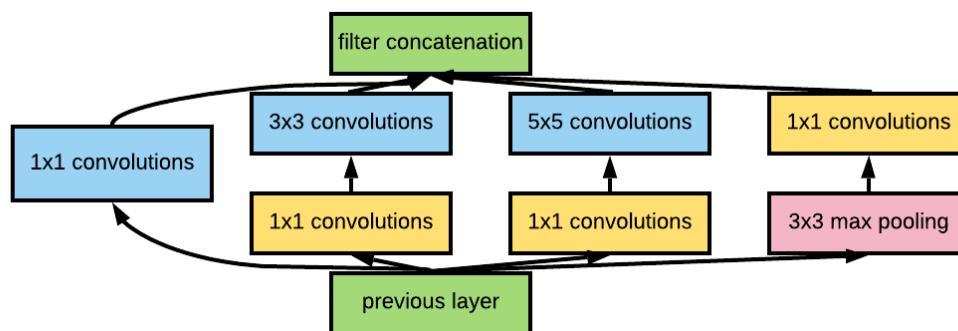 filter concatenation
3x3 convolutions
5x5 convolutions
1x1 convolutions
1x1 convolutions
1x1 convolutions
1x1 convolutions
3x3 max pooling
previous layer